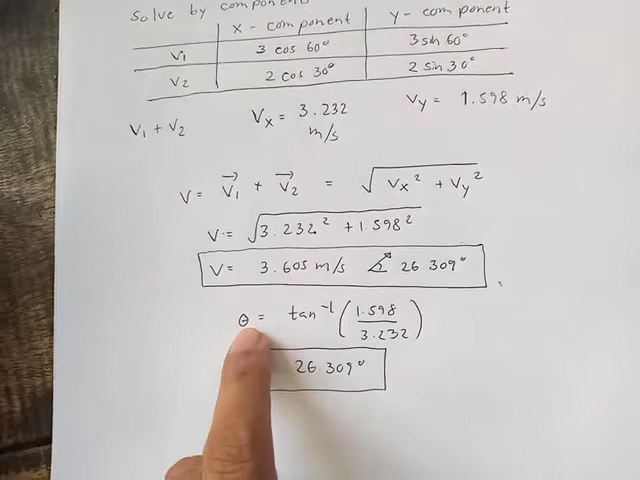 solve by component
x - component y - component
V1 3 cos 60° 3 sin 60°
V2 2 cos 30° 2 sin 30°
V1 + V2 Vx = 3.232 m/s Vy = 1.598 m/s
V = V⃗1 + V⃗2 = √Vx² + Vy²
V = √3.232² + 1.598²
V = 3.605 m/s ∡ 26.309°
θ = tan⁻¹ (1.598 / 3.232)
26.309°